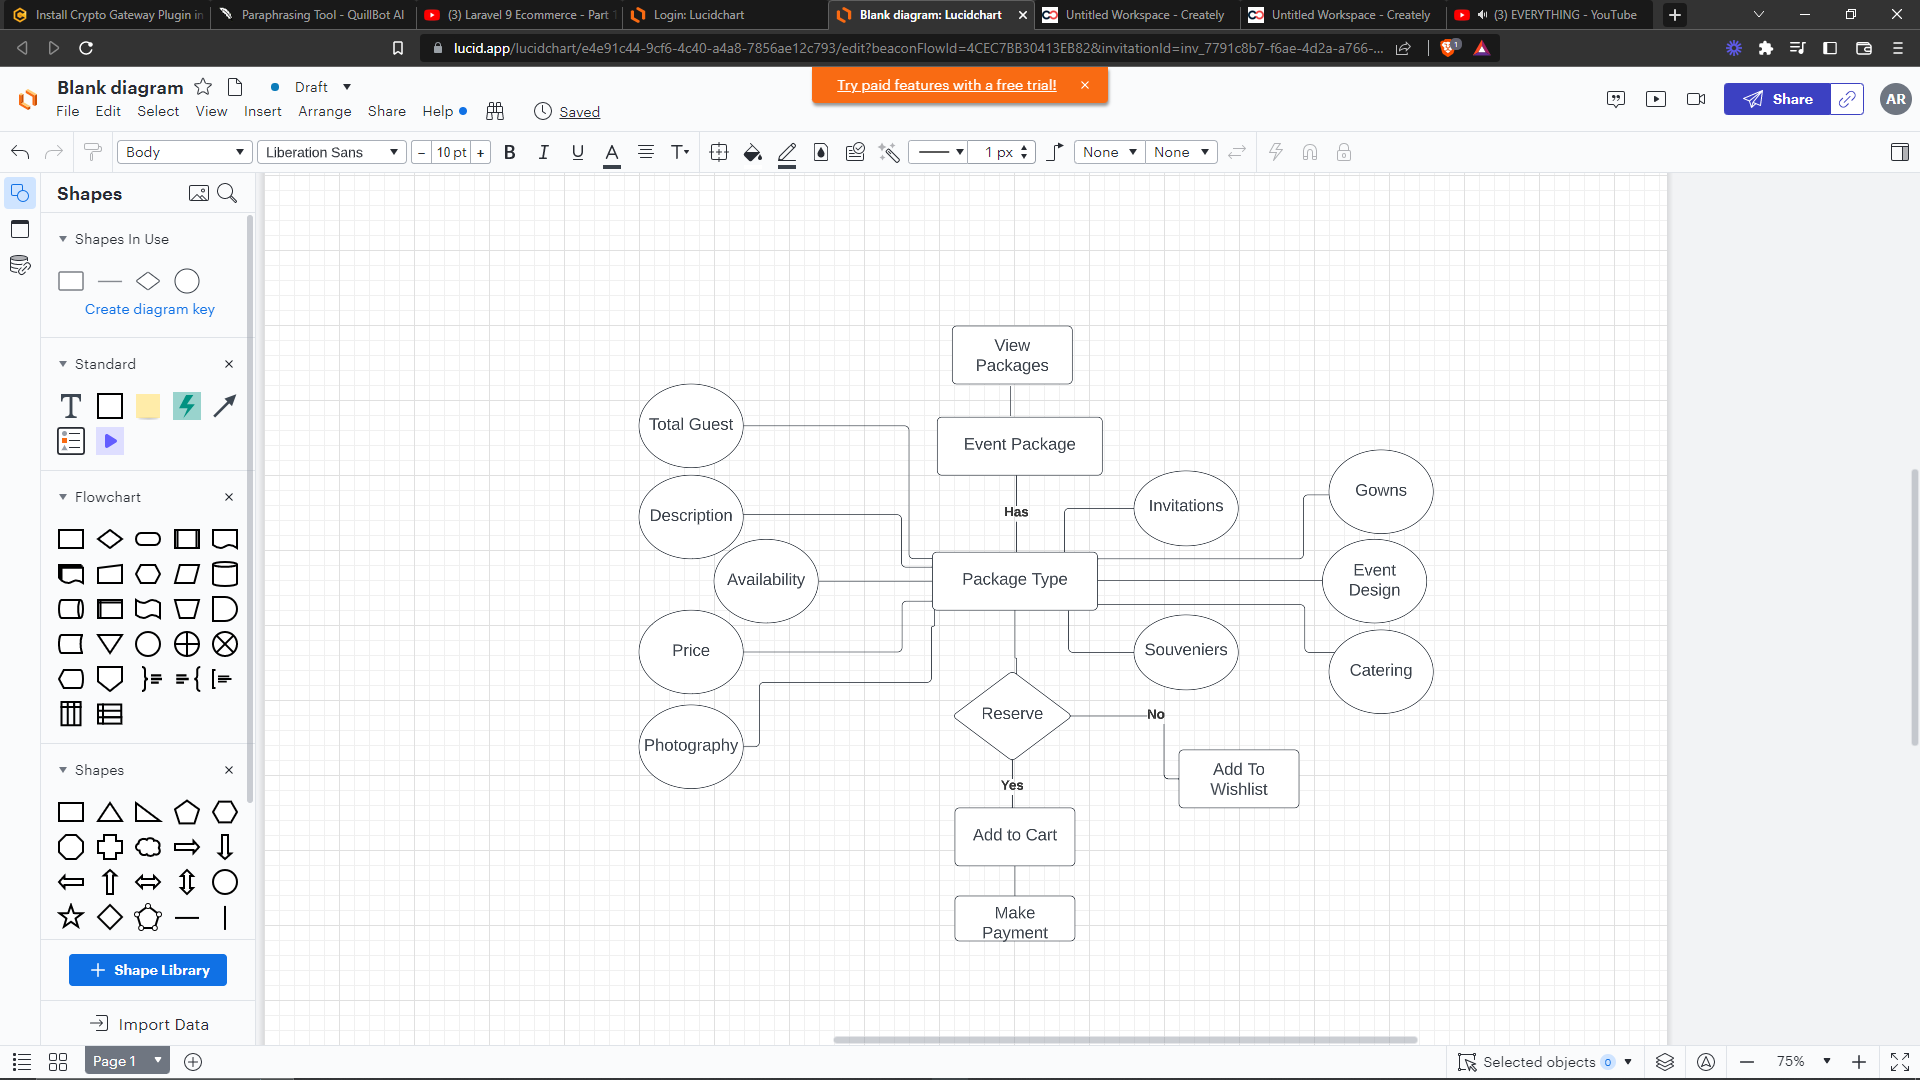 Install Crypto Gateway Plugin in
Paraphrasing Tool - QuillBot AI
(3) Laravel 9 Ecommerce - Part 1
Login: Lucidchart
Blank diagram: Lucidchart
Untitled Workspace - Creately
Untitled Workspace - Creately
(3) EVERYTHING - YouTube
lucid.app/lucidchart/e4e91c44-9cf6-4c40-a4a8-7856ae12c793/edit?beaconFlowId=4CEC7BB30413EB82&invitationId=inv_7791c8b7-f6ae-4d2a-a766-...
1
Blank diagram
Draft
Try paid features with a free trial!
File Edit Select View Insert Arrange Share Help
Saved
Share
AR
Body
Liberation Sans
10 pt
B I U A T
1 px
None
None
Shapes
Shapes In Use
Create diagram key
Standard
T
Flowchart
Shapes
Shape Library
Import Data
View
Packages
Total Guest
Event Package
Gowns
Invitations
Description
Has
Event
Design
Availability
Package Type
Price
Souveniers
Catering
Reserve
No
Photography
Add To
Wishlist
Yes
Add to Cart
Make
Payment
Page 1
Selected objects 0
75%